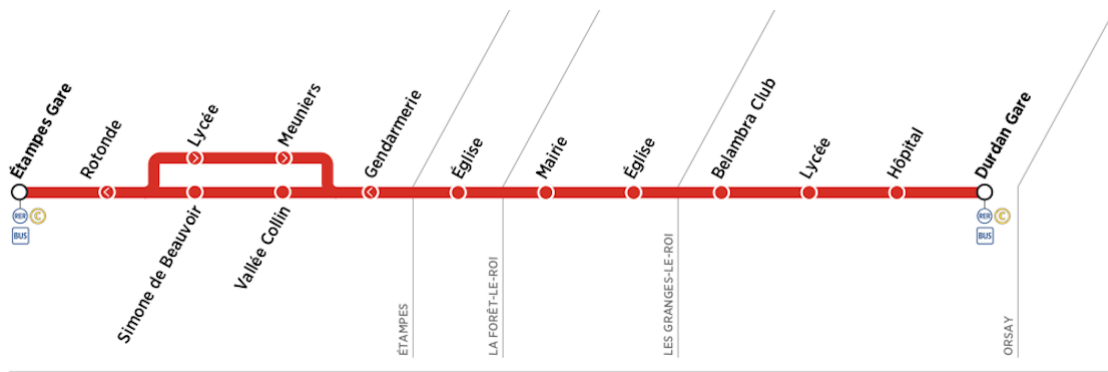 Étampes Gare
Rotonde
Lycée
Meuniers
Gendarmerie
Église
Mairie
Église
Belambra Club
Lycée
Hôpital
Durdan Gare
RER C
BUS
Simone de Beauvoir
Vallée Collin
RER C
BUS
ÉTAMPES
LA FORÊT-LE-ROI
LES GRANGES-LE-ROI
ORSAY